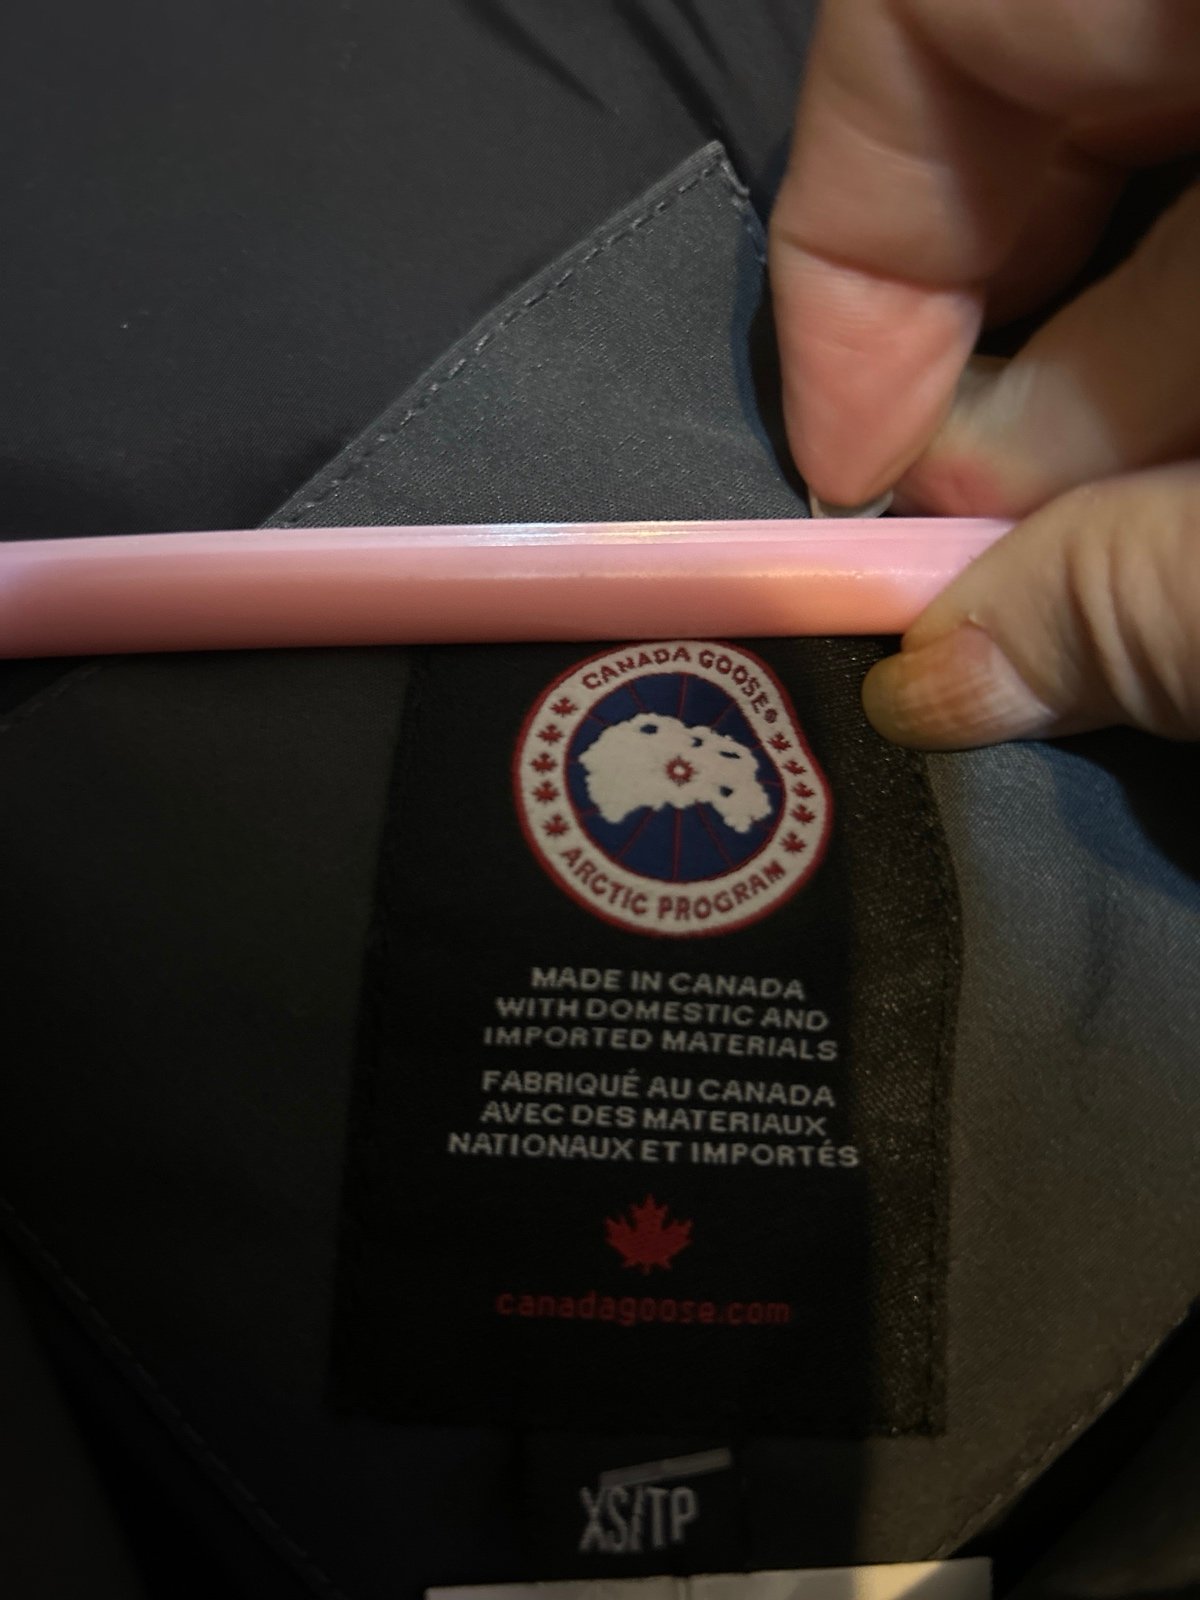 CANADA GOOSE®
ARCTIC PROGRAM
MADE IN CANADA
WITH DOMESTIC AND
IMPORTED MATERIALS
FABRIQUÉ AU CANADA
AVEC DES MATERIAUX
NATIONAUX ET IMPORTÉS
canadagoose.com
XS/TP